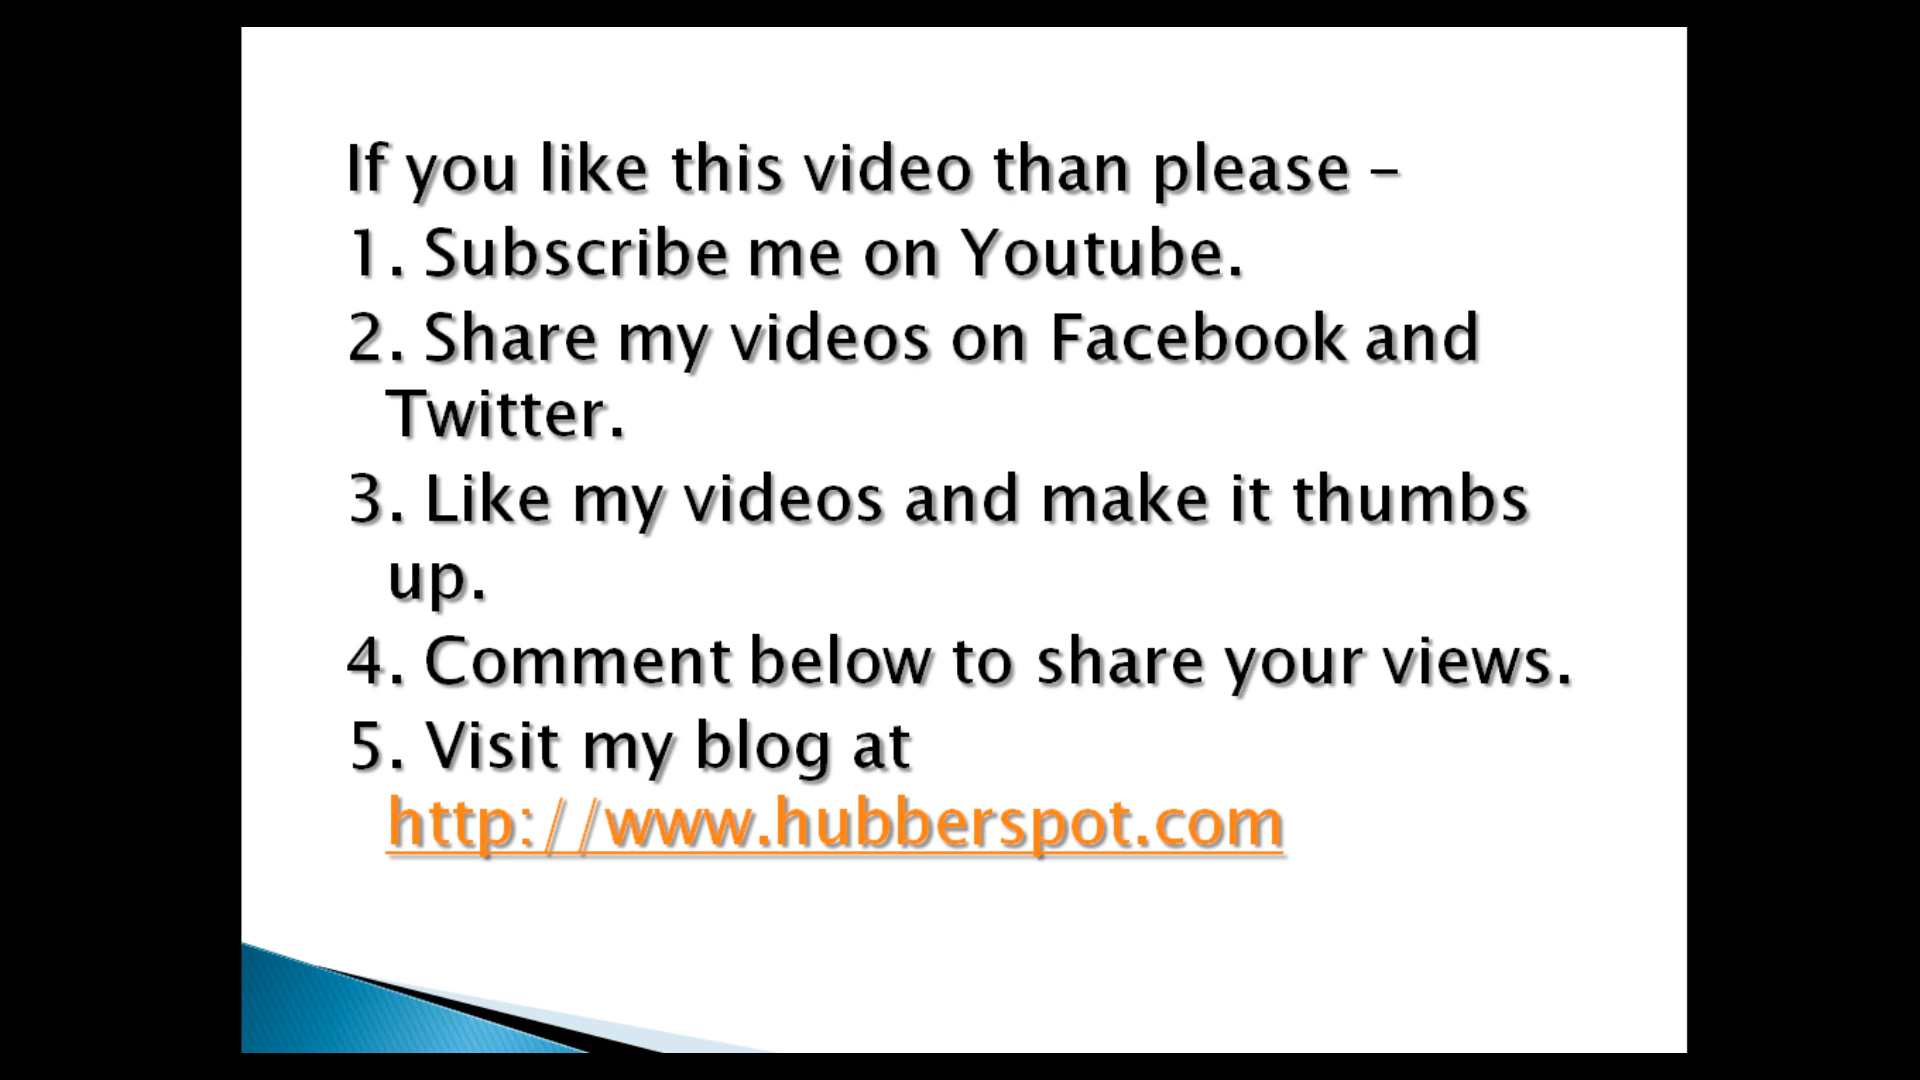 If you like this video than please –
1. Subscribe me on Youtube.
2. Share my videos on Facebook and
Twitter.
3. Like my videos and make it thumbs
up.
4. Comment below to share your views.
5. Visit my blog at
http://www.hubberspot.com